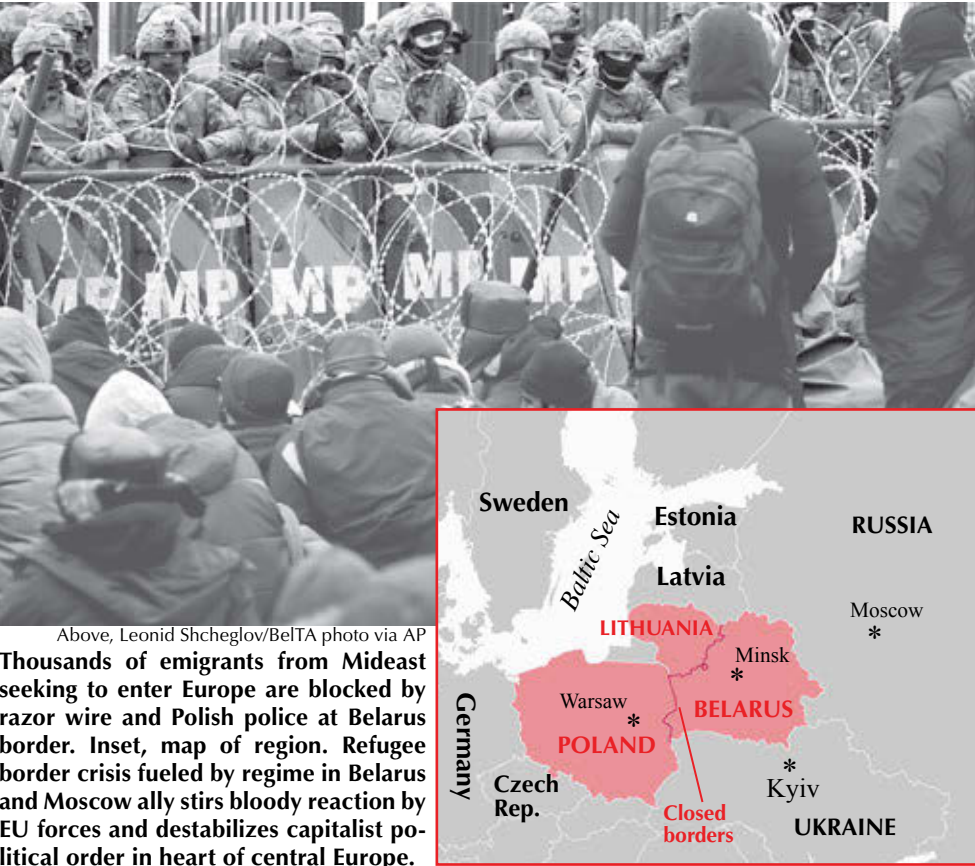 MP MP MP MP MP
Above, Leonid Shcheglov/BelTA photo via AP
Thousands of emigrants from Mideast
seeking to enter Europe are blocked by
razor wire and Polish police at Belarus
border. Inset, map of region. Refugee
border crisis fueled by regime in Belarus
and Moscow ally stirs bloody reaction by
EU forces and destabilizes capitalist po-
litical order in heart of central Europe.
Sweden
Estonia
RUSSIA
Baltic Sea
Latvia
Moscow
*
LITHUANIA
Minsk
*
Warsaw
*
BELARUS
POLAND
Germany
*
Kyiv
Czech
Rep.
Closed
borders
UKRAINE